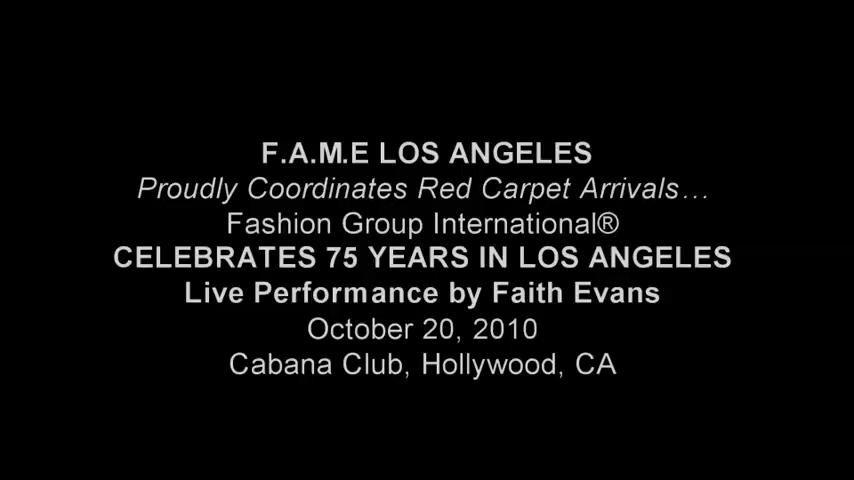 F.A.M.E LOS ANGELES
Proudly Coordinates Red Carpet Arrivals…
Fashion Group International®
CELEBRATES 75 YEARS IN LOS ANGELES
Live Performance by Faith Evans
October 20, 2010
Cabana Club, Hollywood, CA